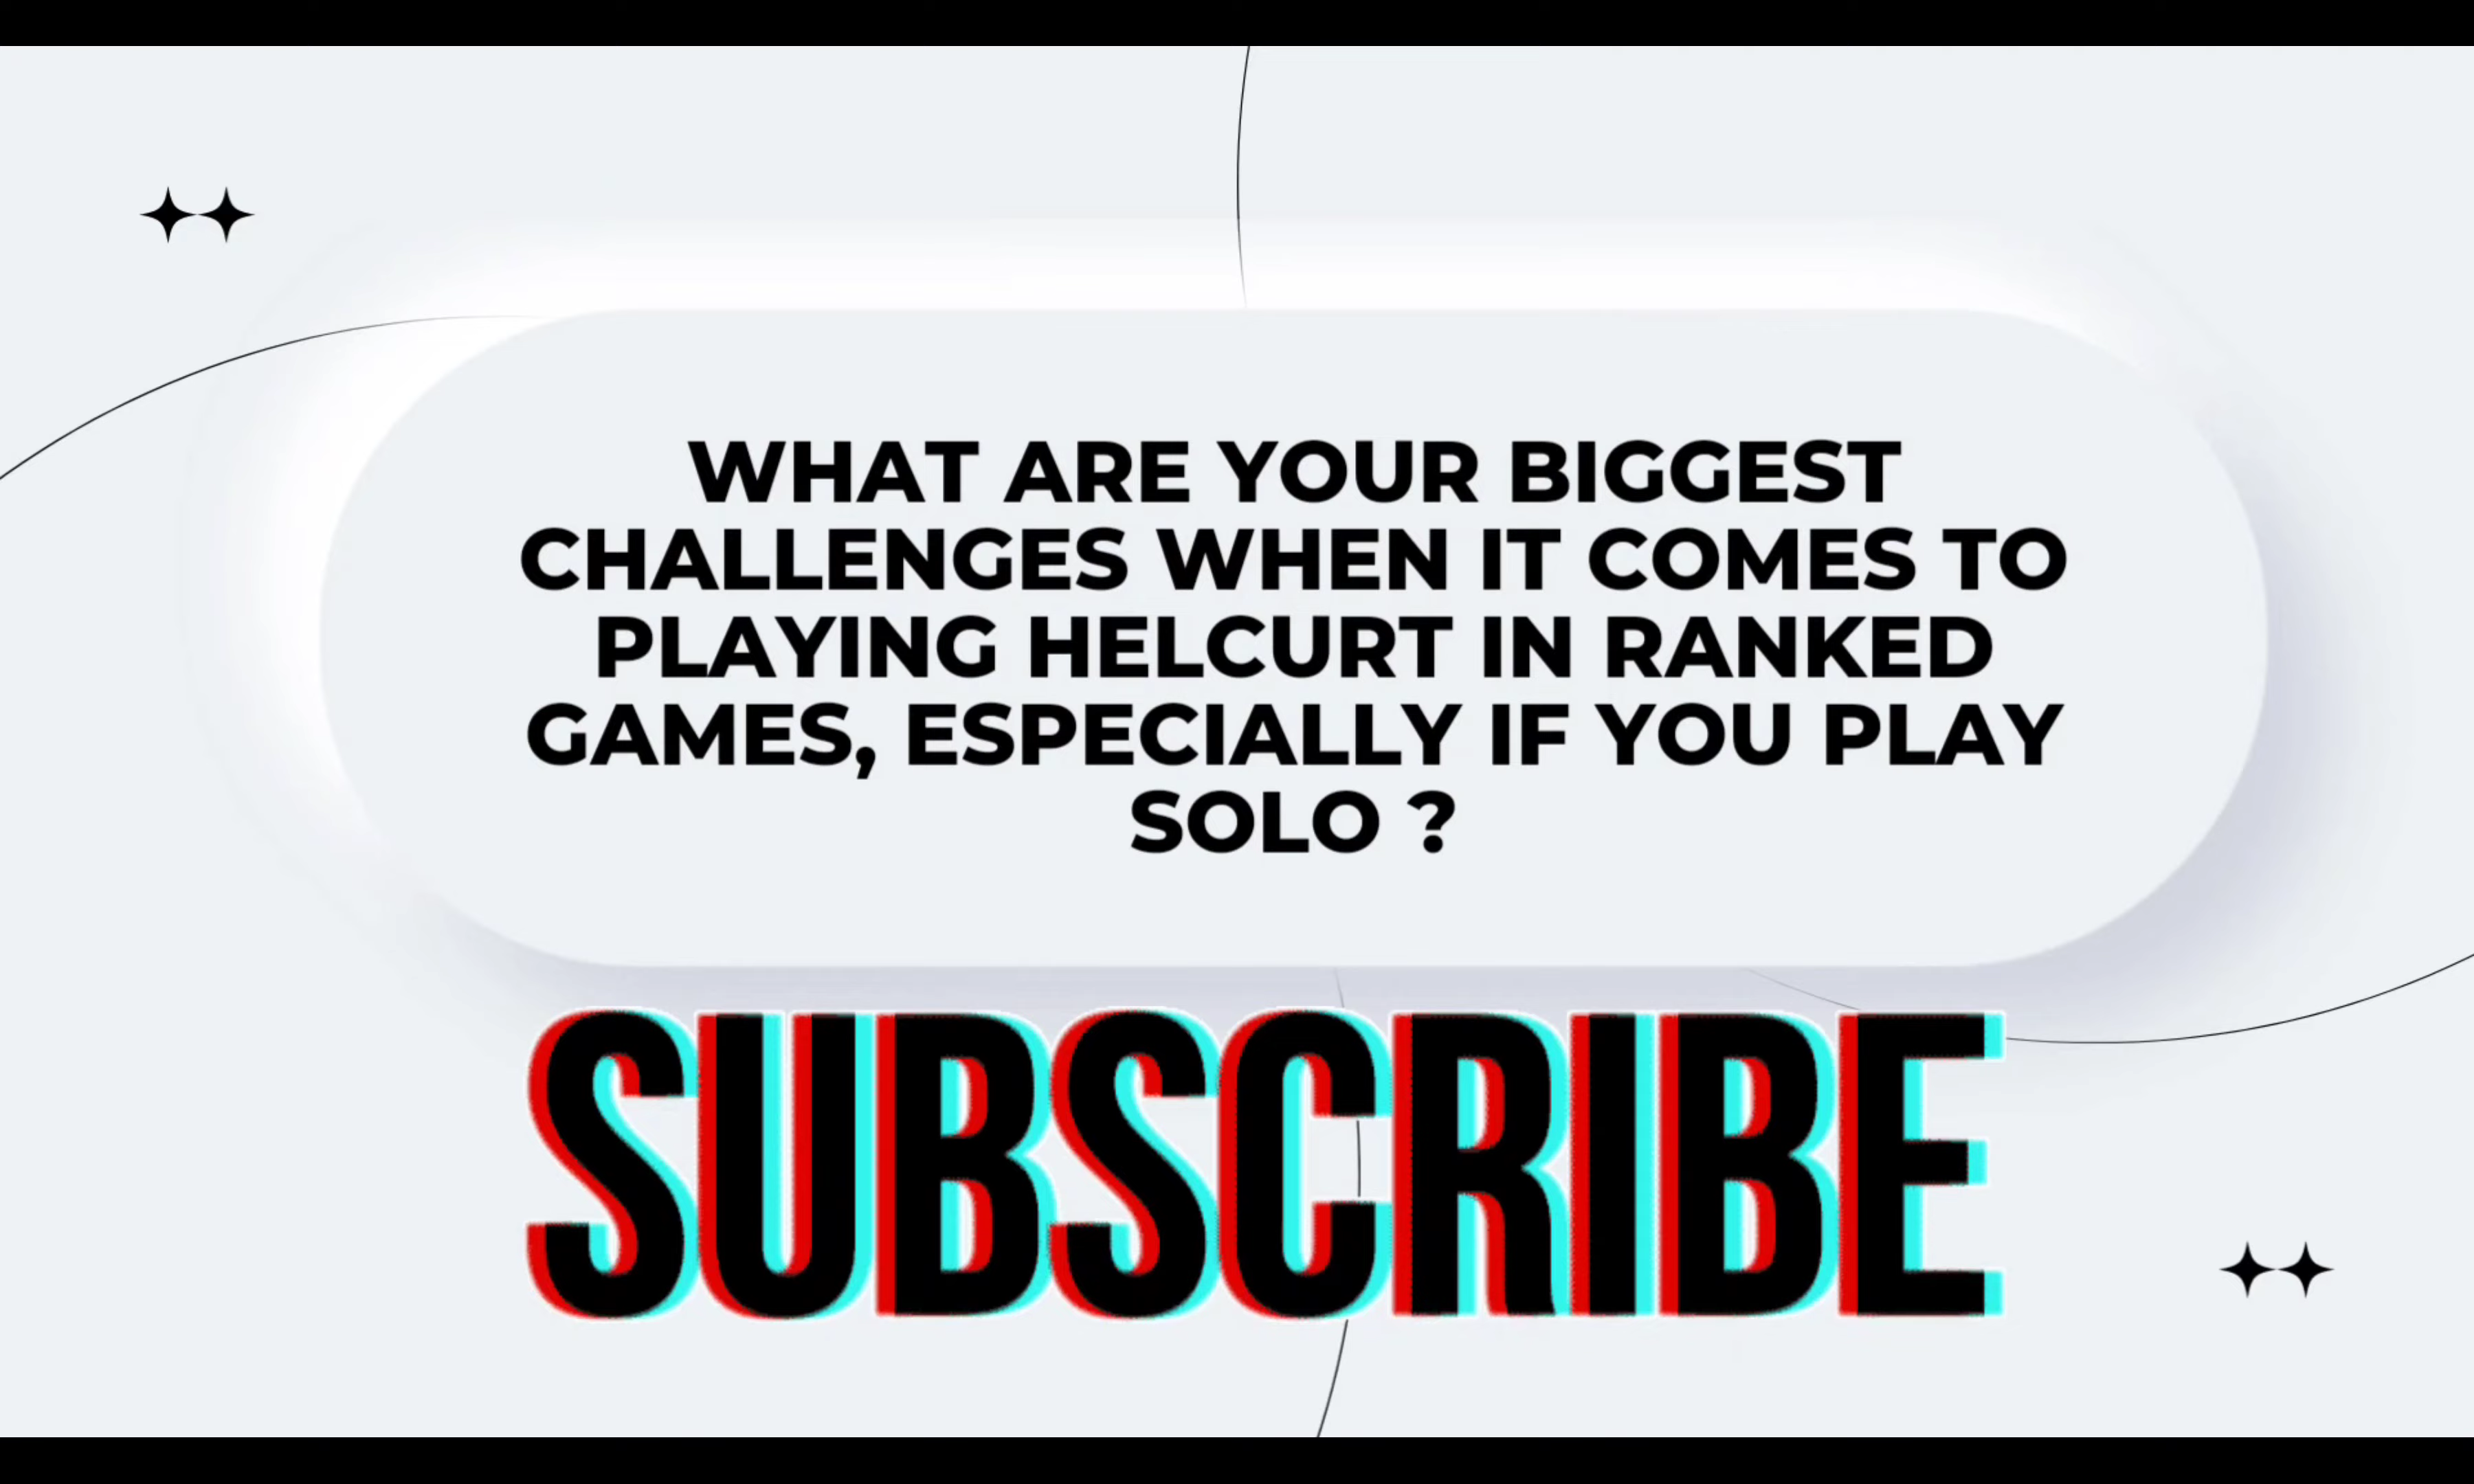 WHAT ARE YOUR BIGGEST
CHALLENGES WHEN IT COMES TO
PLAYING HELCURT IN RANKED
GAMES, ESPECIALLY IF YOU PLAY
SOLO ?
SUBSCRIBE